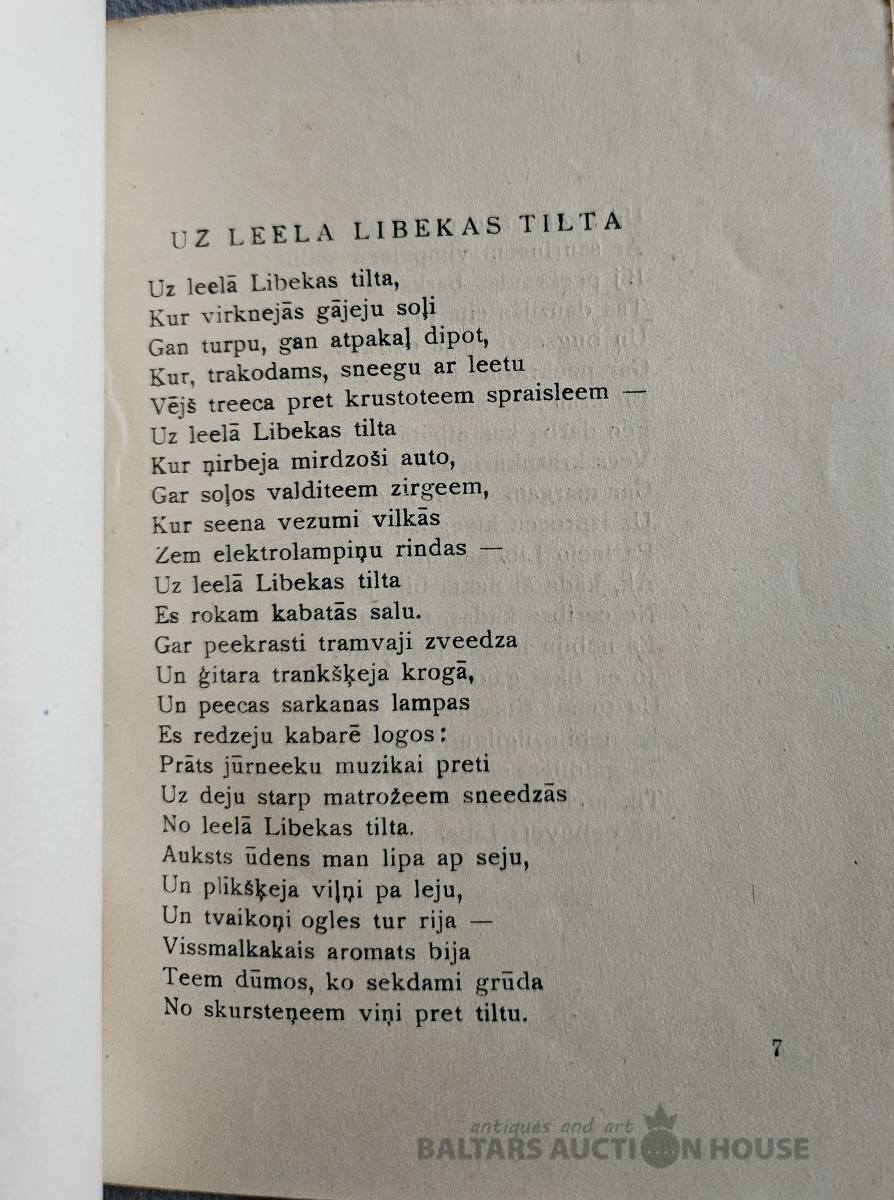 UZ LEELA LIBEKAS TILTA
Uz leelā Libekas tilta,
Kur virknejās gājeju soļi
Gan turpu, gan atpakaļ dipot,
Kur, trakodams, sneegu ar leetu
Vējš treeca pret krustoteem spraisleem —
Uz leelā Libekas tilta
Kur ņirbeja mirdzoši auto,
Gar soļos valditeem zirgeem,
Kur seena vezumi vilkās
Zem elektrolampiņu rindas —
Uz leelā Libekas tilta
Es rokam kabatās salu.
Gar peekrasti tramvaji zveedza
Un ģitara trankšķeja krogā,
Un peecas sarkanas lampas
Es redzeju kabarē logos:
Prāts jūrneeku muzikai preti
Uz deju starp matrožeem sneedzās
No leelā Libekas tilta.
Auksts ūdens man lipa ap seju,
Un plīkšķeja viļņi pa leju,
Un tvaikoņi ogles tur rija —
Vissmalkakais aromats bija
Teem dūmos, ko sekdami grūda
No skursteņeem viņi pret tiltu.
7
antiques and art
BALTARS AUCTION HOUSE